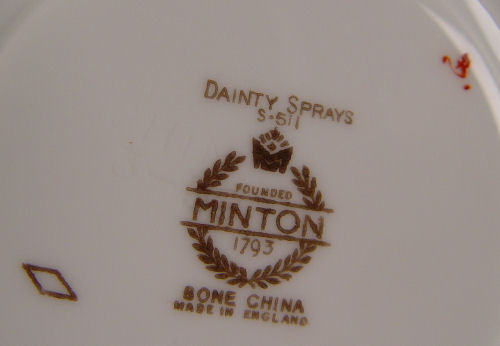 DAINTY SPRAYS
S-511
FOUNDED
MINTON
1793
BONE CHINA
MADE IN ENGLAND